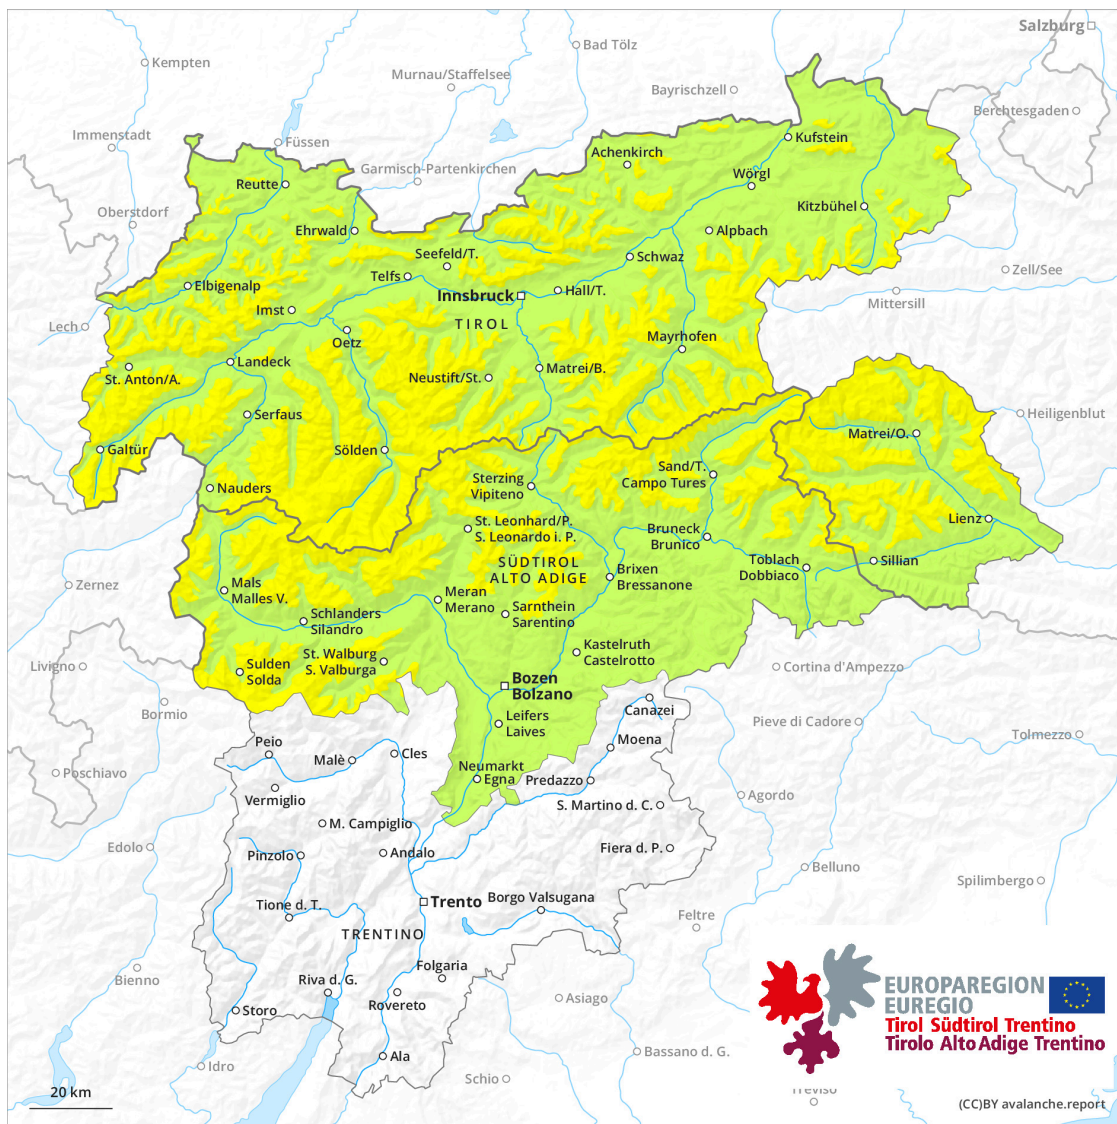 Salzburg
Bad Tölz
Kempten
Murnau/Staffelsee
Bayrischzell
Berchtesgaden
Immenstadt
Füssen
Kufstein
Achenkirch
Garmisch-Partenkirchen
Wörgl
Reutte
Kitzbühel
Oberstdorf
Ehrwald
Alpbach
Seefeld/T.
Schwaz
Zell/See
Telfs
Elbigenalp
Innsbruck
Hall/T.
Mittersill
Imst
TIROL
Lech
Oetz
Mayrhofen
Landeck
Matrei/B.
St. Anton/A.
Neustift/St.
Serfaus
Heiligenblut
Matrei/O.
Galtür
Sölden
Sand/T.
Campo Tures
Sterzing
Vipiteno
Nauders
St. Leonhard/P.
S. Leonardo i. P.
Lienz
Bruneck
Brunico
SÜDTIROL
ALTO ADIGE
Toblach
Dobbiaco
Sillian
Brixen
Bressanone
Zernez
Mals
Malles V.
Meran
Merano
Schlanders
Silandro
Sarnthein
Sarentino
Kastelruth
Castelrotto
St. Walburg
S. Valburga
Livigno
Sulden
Solda
Cortina d'Ampezzo
Bozen
Bolzano
Bormio
Canazei
Leifers
Laives
Pieve di Cadore
Tolmezzo
Peio
Moena
Malè
Cles
Poschiavo
Neumarkt
Egna
Predazzo
Vermiglio
Agordo
S. Martino d. C.
M. Campiglio
Edolo
Pinzolo
Andalo
Fiera d. P.
Belluno
Spilimbergo
Tione d. T.
Trento
Borgo Valsugana
Feltre
TRENTINO
Bienno
Folgaria
Riva d. G.
Rovereto
Asiago
Storo
EUROPAREGION
EUREGIO
Tirol Südtirol Trentino
Tirolo Alto Adige Trentino
Ala
Bassano d. G.
Idro
Schio
20 km
Treviso
(CC)BY avalanche.report